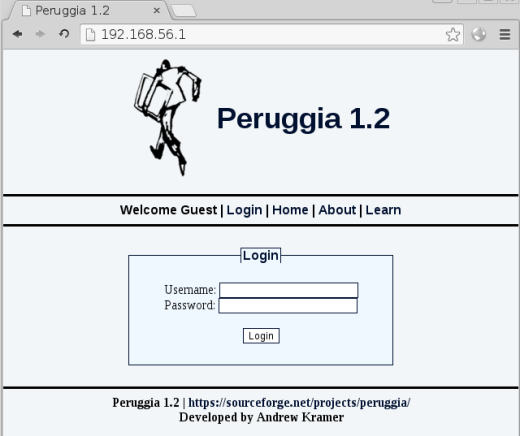 Peruggia 1.2
192.168.56.1
Peruggia 1.2
Welcome Guest | Login | Home | About | Learn
Login
Username:
Password:
Login
Peruggia 1.2 | https://sourceforge.net/projects/peruggia/
Developed by Andrew Kramer